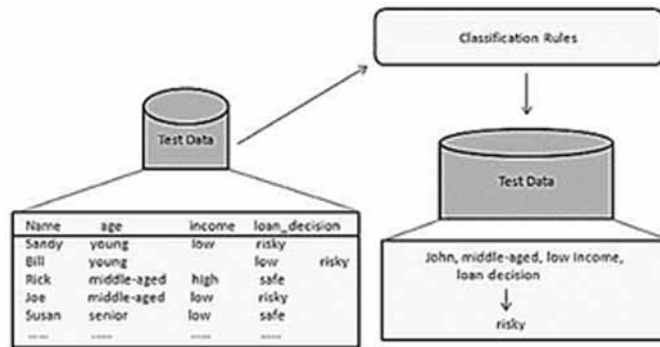 Classification Rules
Test Data
Name age income loan_decision
Sandy young low risky
Bill young low risky
Rick middle-aged high safe
Joe middle-aged low risky
Susan senior low safe
---- ---- ----
Test Data
John, middle-aged, low income,
loan decision
risky